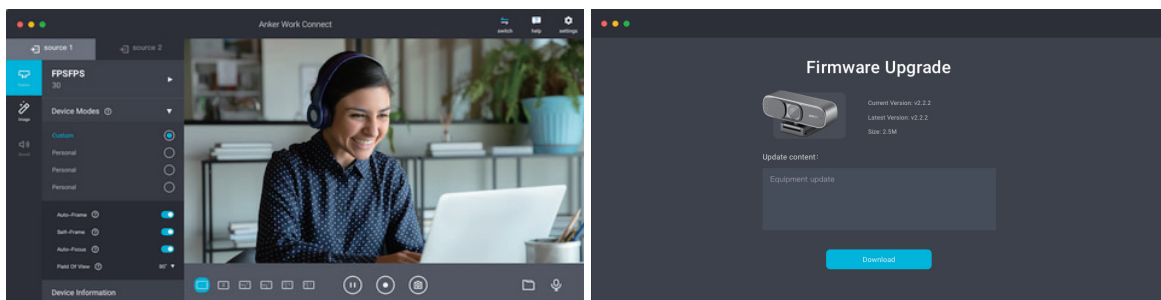 Anker Work Connect
switch
help
settings
source 1
source 2
FPSFPS
30
Device Modes
Image
Custom
Personal
Personal
Personal
Auto-Frame
Self-Frame
Auto-Focus
Field Of View
90°
Device Information
Firmware Upgrade
Current Version: v2.2.2
Latest Version: v2.2.2
Size: 2.5M
Update content:
Equipment update
Download